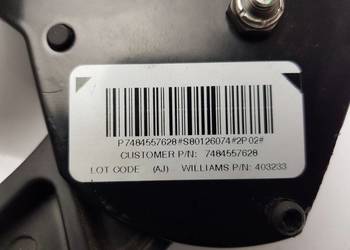 P7484557628#S80126074#2P02#
CUSTOMER P/N: 7484557628
LOT CODE (AJ) WILLIAMS P/N: 403233